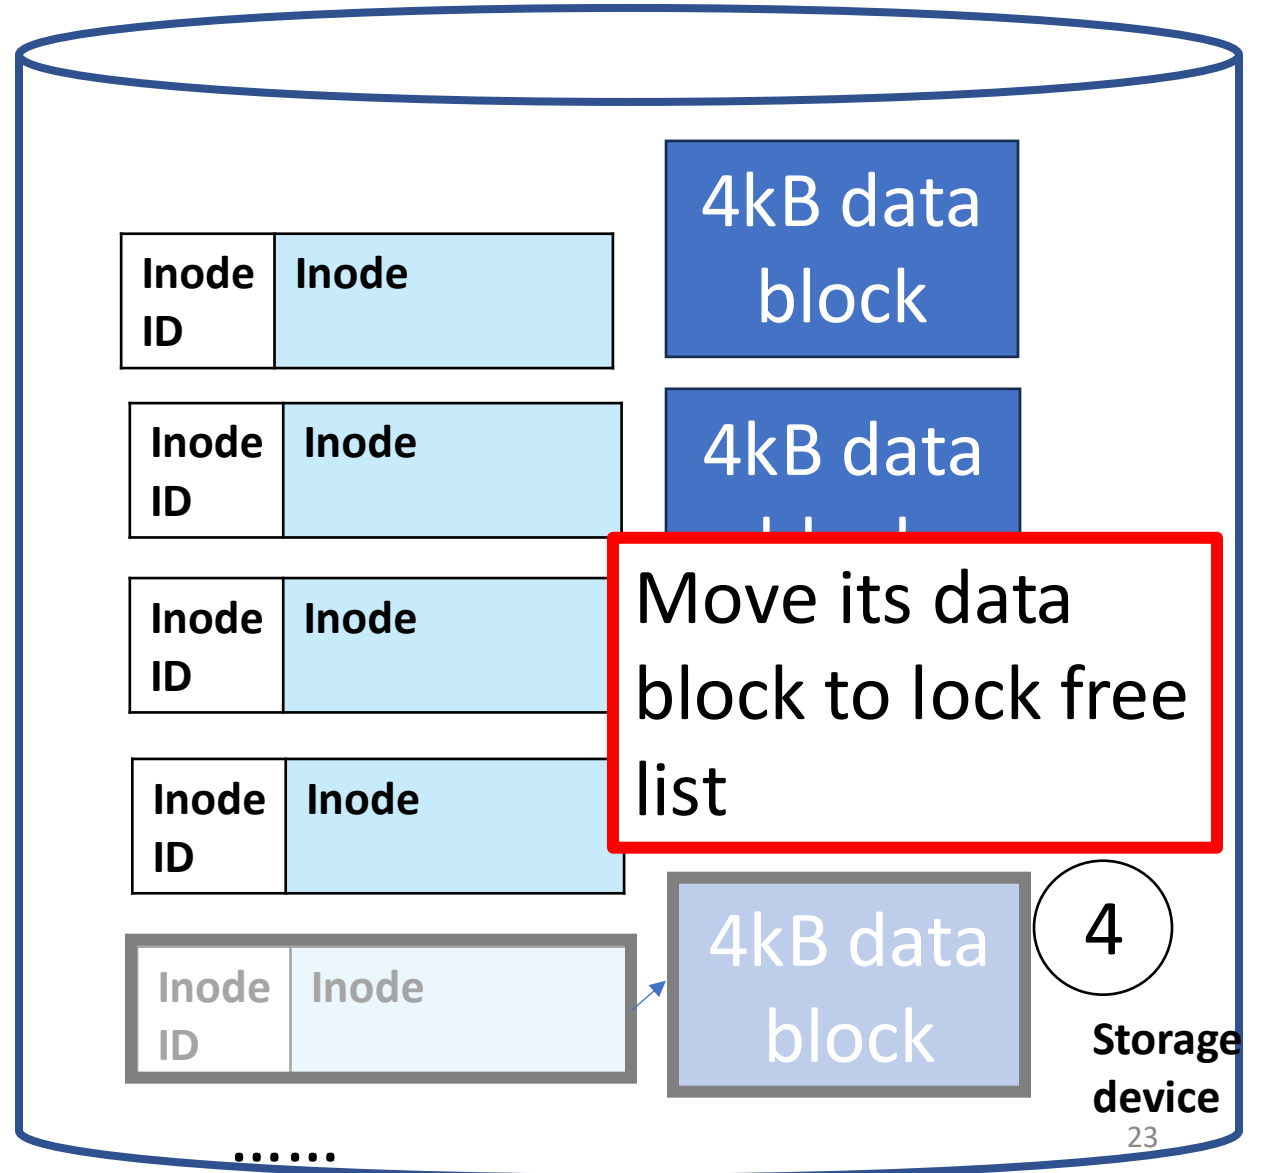 4kB data
block
Inode
ID
Inode
4kB data
Inode
ID
Inode
Move its data
block to lock free
list
Inode
ID
Inode
Inode
ID
Inode
4kB data
block
4
Inode
ID
Inode
Storage
device
23
......